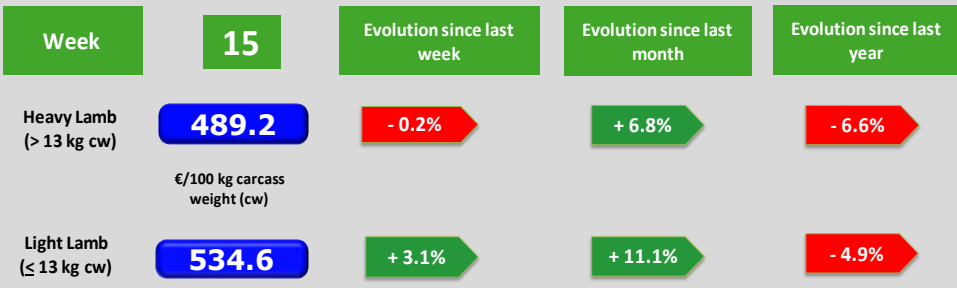 Week
15
Evolution since last
week
Evolution since last
month
Evolution since last
year
Heavy Lamb
(> 13 kg cw)
489.2
- 0.2%
+ 6.8%
- 6.6%
€/100 kg carcass
weight (cw)
Light Lamb
(≤ 13 kg cw)
534.6
+ 3.1%
+ 11.1%
- 4.9%